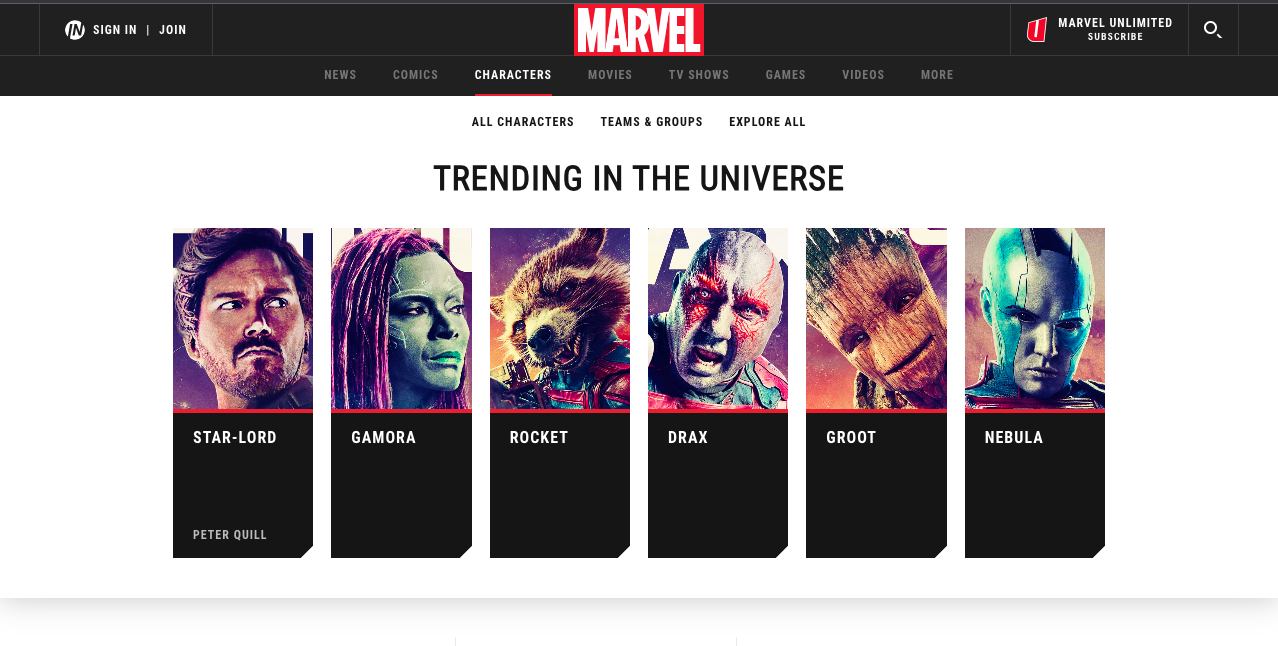 SIGN IN | JOIN
MARVEL
MARVEL UNLIMITED
SUBSCRIBE
NEWS COMICS CHARACTERS MOVIES TV SHOWS GAMES VIDEOS MORE
ALL CHARACTERS TEAMS & GROUPS EXPLORE ALL
TRENDING IN THE UNIVERSE
STAR-LORD GAMORA ROCKET DRAX GROOT NEBULA
PETER QUILL